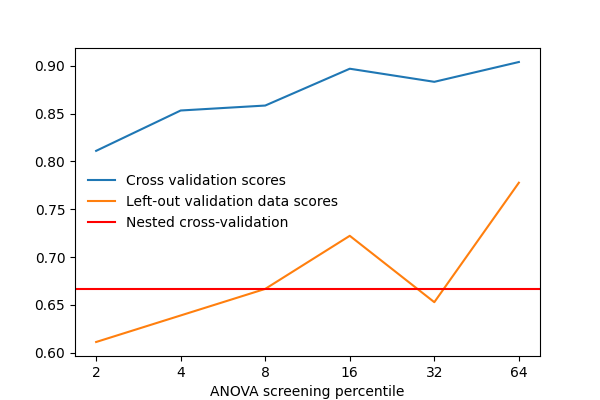 0.90
0.85
0.80
0.75
0.70
0.65
0.60
Cross validation scores
Left-out validation data scores
Nested cross-validation
2 4 8 16 32 64
ANOVA screening percentile